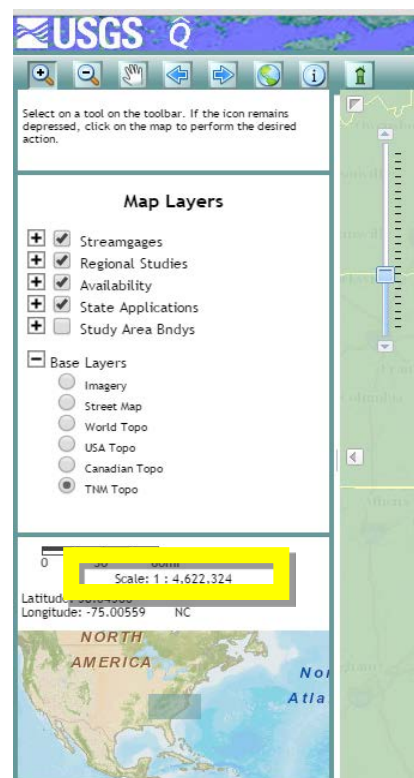 USGS Q̂
Select on a tool on the toolbar. If the icon remains
depressed, click on the map to perform the desired
action.
Map Layers
Streamgages
Regional Studies
Availability
State Applications
Study Area Bndys
Base Layers
Imagery
Street Map
World Topo
USA Topo
Canadian Topo
TNM Topo
0
Scale: 1 : 4,622,324
Longitude: -75.00559 NC
NORTH
AMERICA